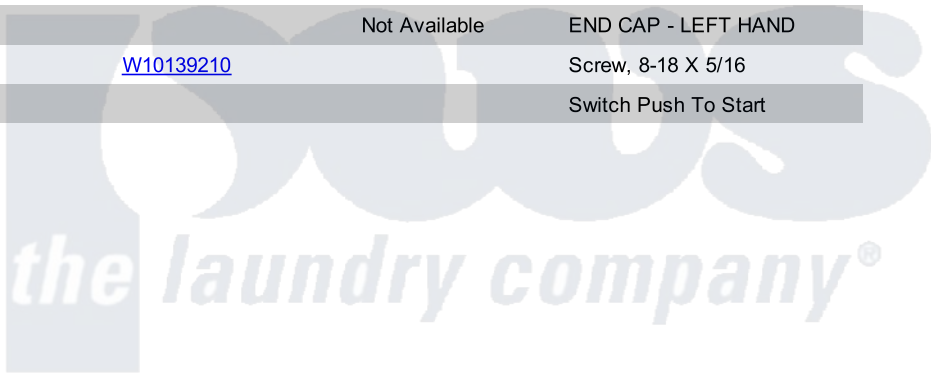 Not Available END CAP - LEFT HAND
W10139210 Screw, 8-18 X 5/16
Switch Push To Start
pws
the laundry company®